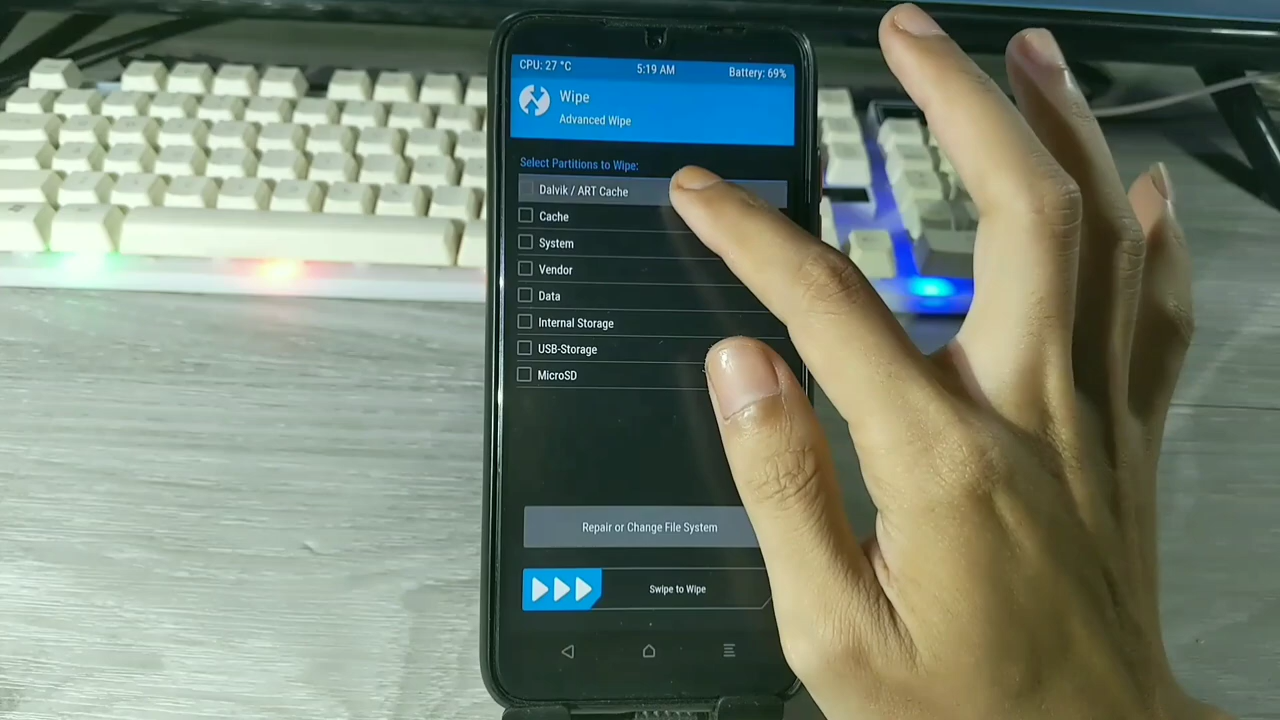 CPU: 27 °C 5:19 AM Battery: 69%
Wipe
Advanced Wipe
Select Partitions to Wipe:
Dalvik / ART Cache
Cache
System
Vendor
Data
Internal Storage
USB-Storage
MicroSD
Repair or Change File System
Swipe to Wipe